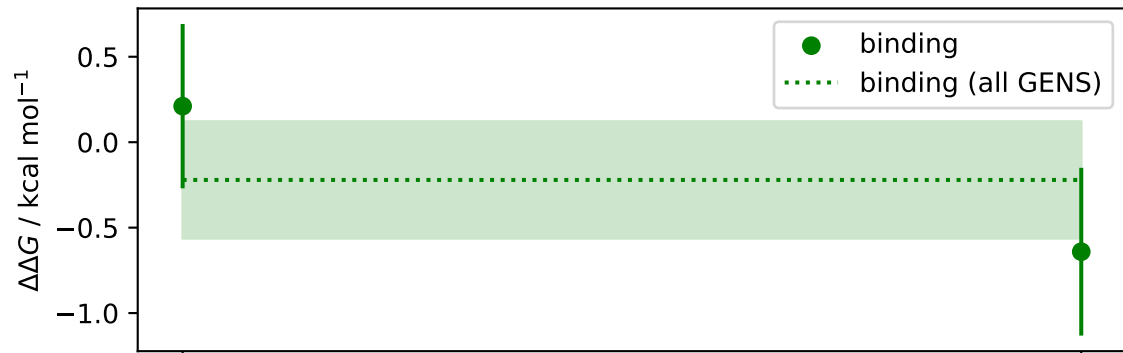 0.5
0.0
−0.5
−1.0
ΔΔG / kcal mol⁻¹
binding
binding (all GENS)